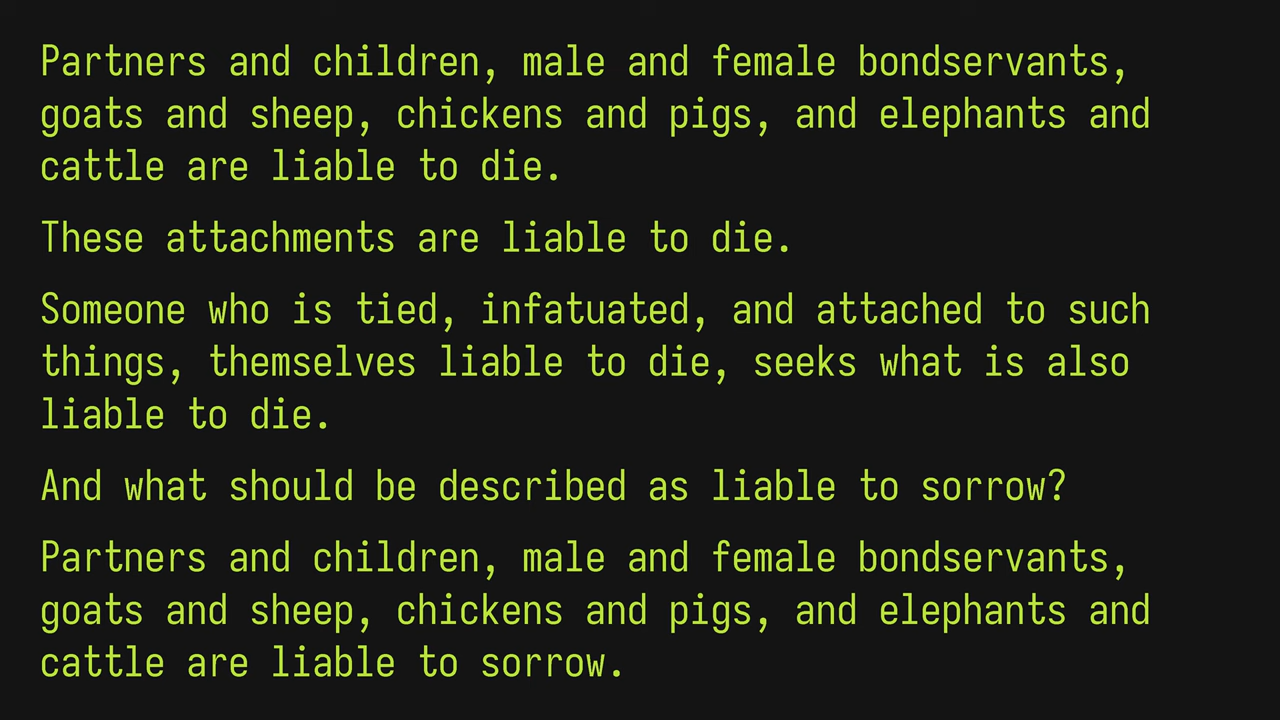 Partners and children, male and female bondservants,
goats and sheep, chickens and pigs, and elephants and
cattle are liable to die.
These attachments are liable to die.
Someone who is tied, infatuated, and attached to such
things, themselves liable to die, seeks what is also
liable to die.
And what should be described as liable to sorrow?
Partners and children, male and female bondservants,
goats and sheep, chickens and pigs, and elephants and
cattle are liable to sorrow.